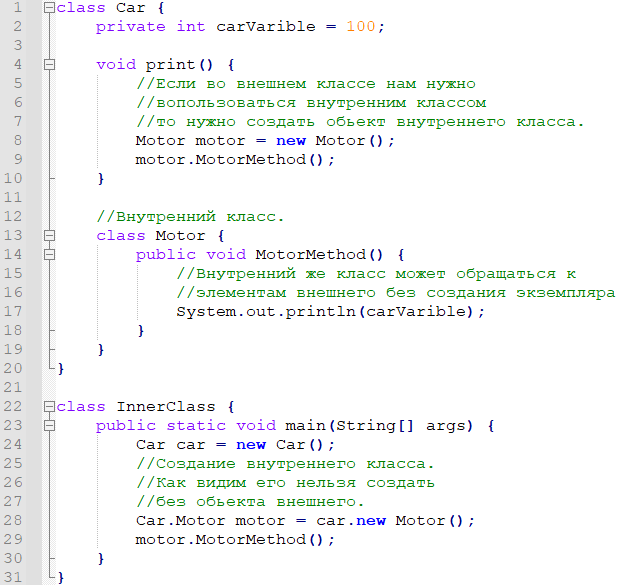 1 class Car {
2 private int carVarible = 100;
3
4 void print() {
5 //Если во внешнем классе нам нужно
6 //вопользоваться внутренним классом
7 //то нужно создать обьект внутреннего класса.
8 Motor motor = new Motor();
9 motor.MotorMethod();
10 }
11
12 //Внутренний класс.
13 class Motor {
14 public void MotorMethod() {
15 //Внутренний же класс может обращаться к
16 //элементам внешнего без создания экземпляра
17 System.out.println(carVarible);
18 }
19 }
20 }
21
22 class InnerClass {
23 public static void main(String[] args) {
24 Car car = new Car();
25 //Создание внутреннего класса.
26 //Как видим его нельзя создать
27 //без обьекта внешнего.
28 Car.Motor motor = car.new Motor();
29 motor.MotorMethod();
30 }
31 }